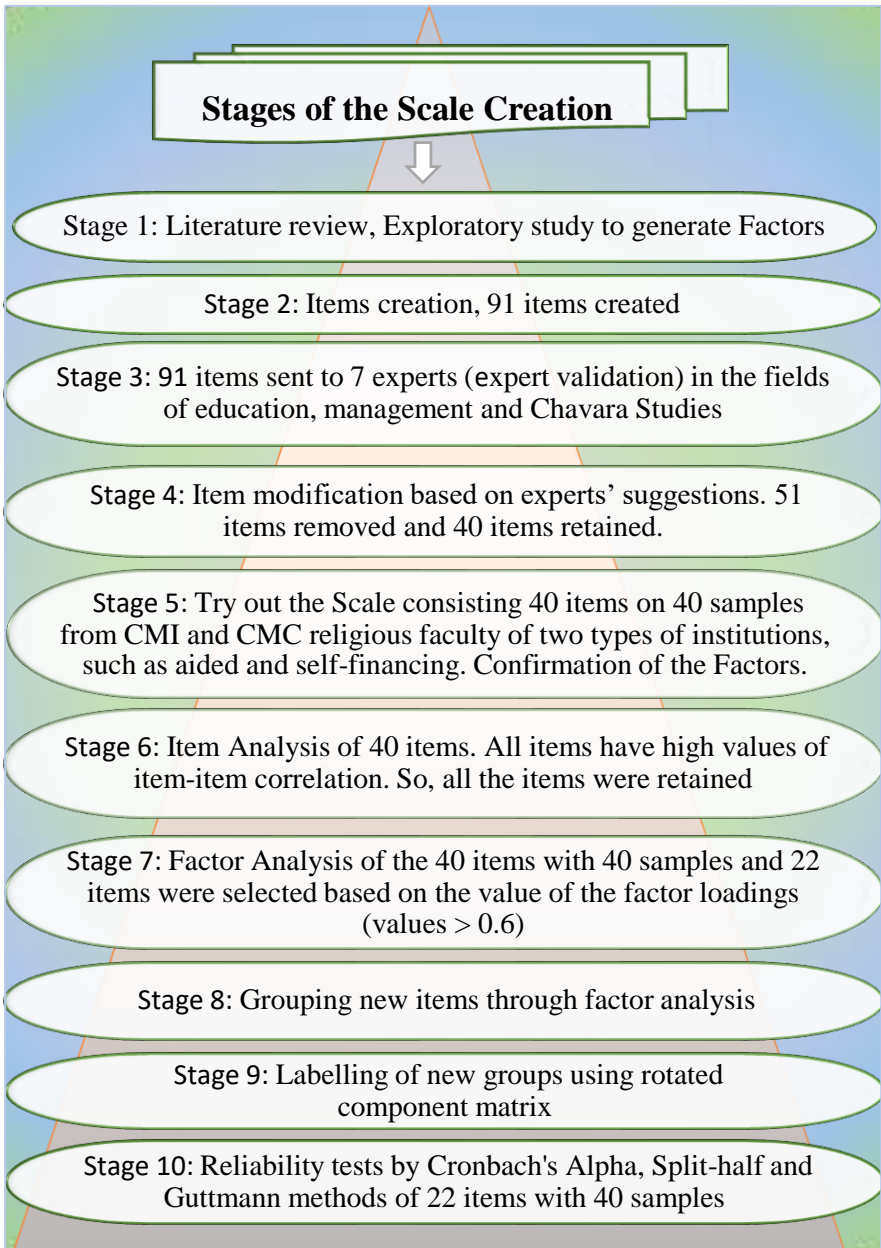 Stages of the Scale Creation
Stage 1: Literature review, Exploratory study to generate Factors
Stage 2: Items creation, 91 items created
Stage 3: 91 items sent to 7 experts (expert validation) in the fields
of education, management and Chavara Studies
Stage 4: Item modification based on experts’ suggestions. 51
items removed and 40 items retained.
Stage 5: Try out the Scale consisting 40 items on 40 samples
from CMI and CMC religious faculty of two types of institutions,
such as aided and self-financing. Confirmation of the Factors.
Stage 6: Item Analysis of 40 items. All items have high values of
item-item correlation. So, all the items were retained
Stage 7: Factor Analysis of the 40 items with 40 samples and 22
items were selected based on the value of the factor loadings
(values > 0.6)
Stage 8: Grouping new items through factor analysis
Stage 9: Labelling of new groups using rotated
component matrix
Stage 10: Reliability tests by Cronbach's Alpha, Split-half and
Guttmann methods of 22 items with 40 samples